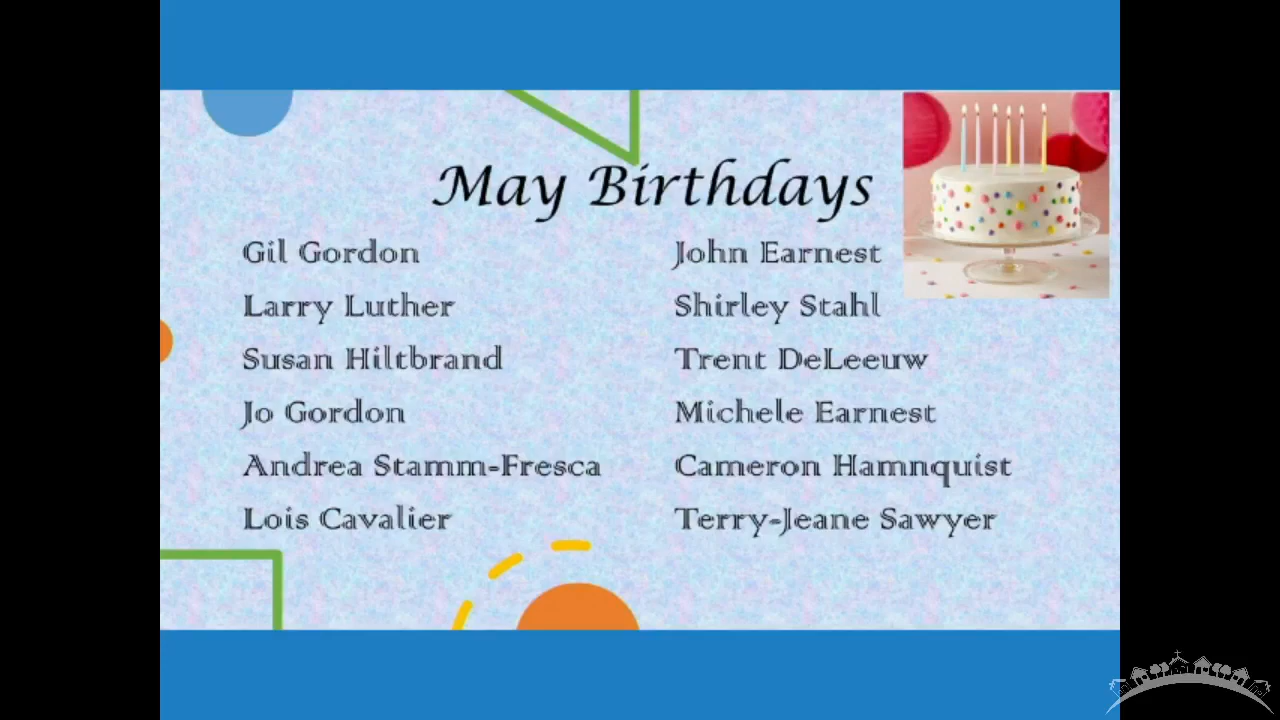 May Birthdays
Gil Gordon
Larry Luther
Susan Hiltbrand
Jo Gordon
Andrea Stamm-Fresca
Lois Cavalier
John Earnest
Shirley Stahl
Trent DeLeeuw
Michele Earnest
Cameron Hamnquist
Terry-Jeane Sawyer